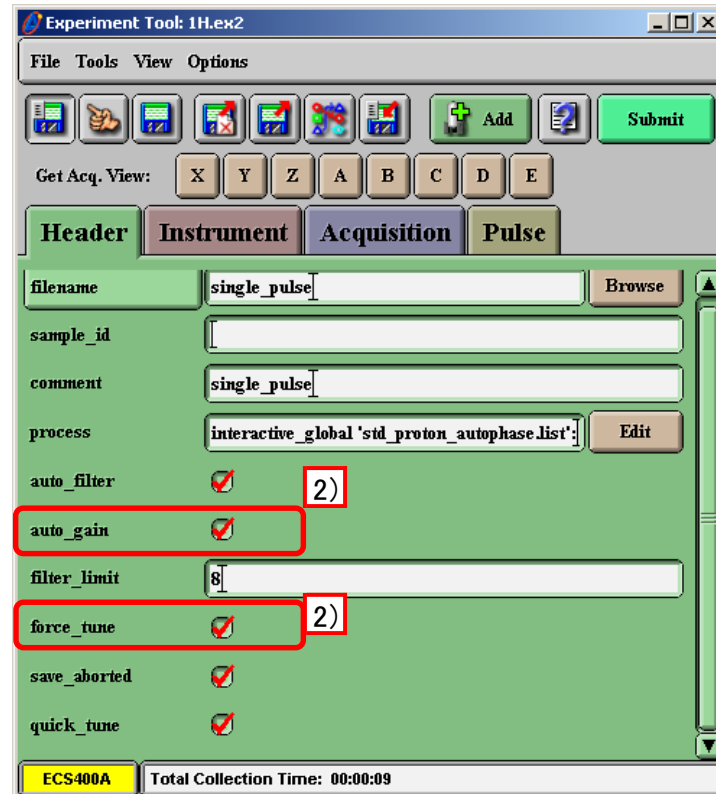 Experiment Tool: 1H.ex2
File Tools View Options
Add Submit
Get Acq. View: X Y Z A B C D E
Header Instrument Acquisition Pulse
filename single_pulse Browse
sample_id
comment single_pulse
process interactive_global 'std_proton_autophase.list': Edit
auto_filter
2)
auto_gain
filter_limit 8
force_tune 2)
save_aborted
quick_tune
ECS400A Total Collection Time: 00:00:09